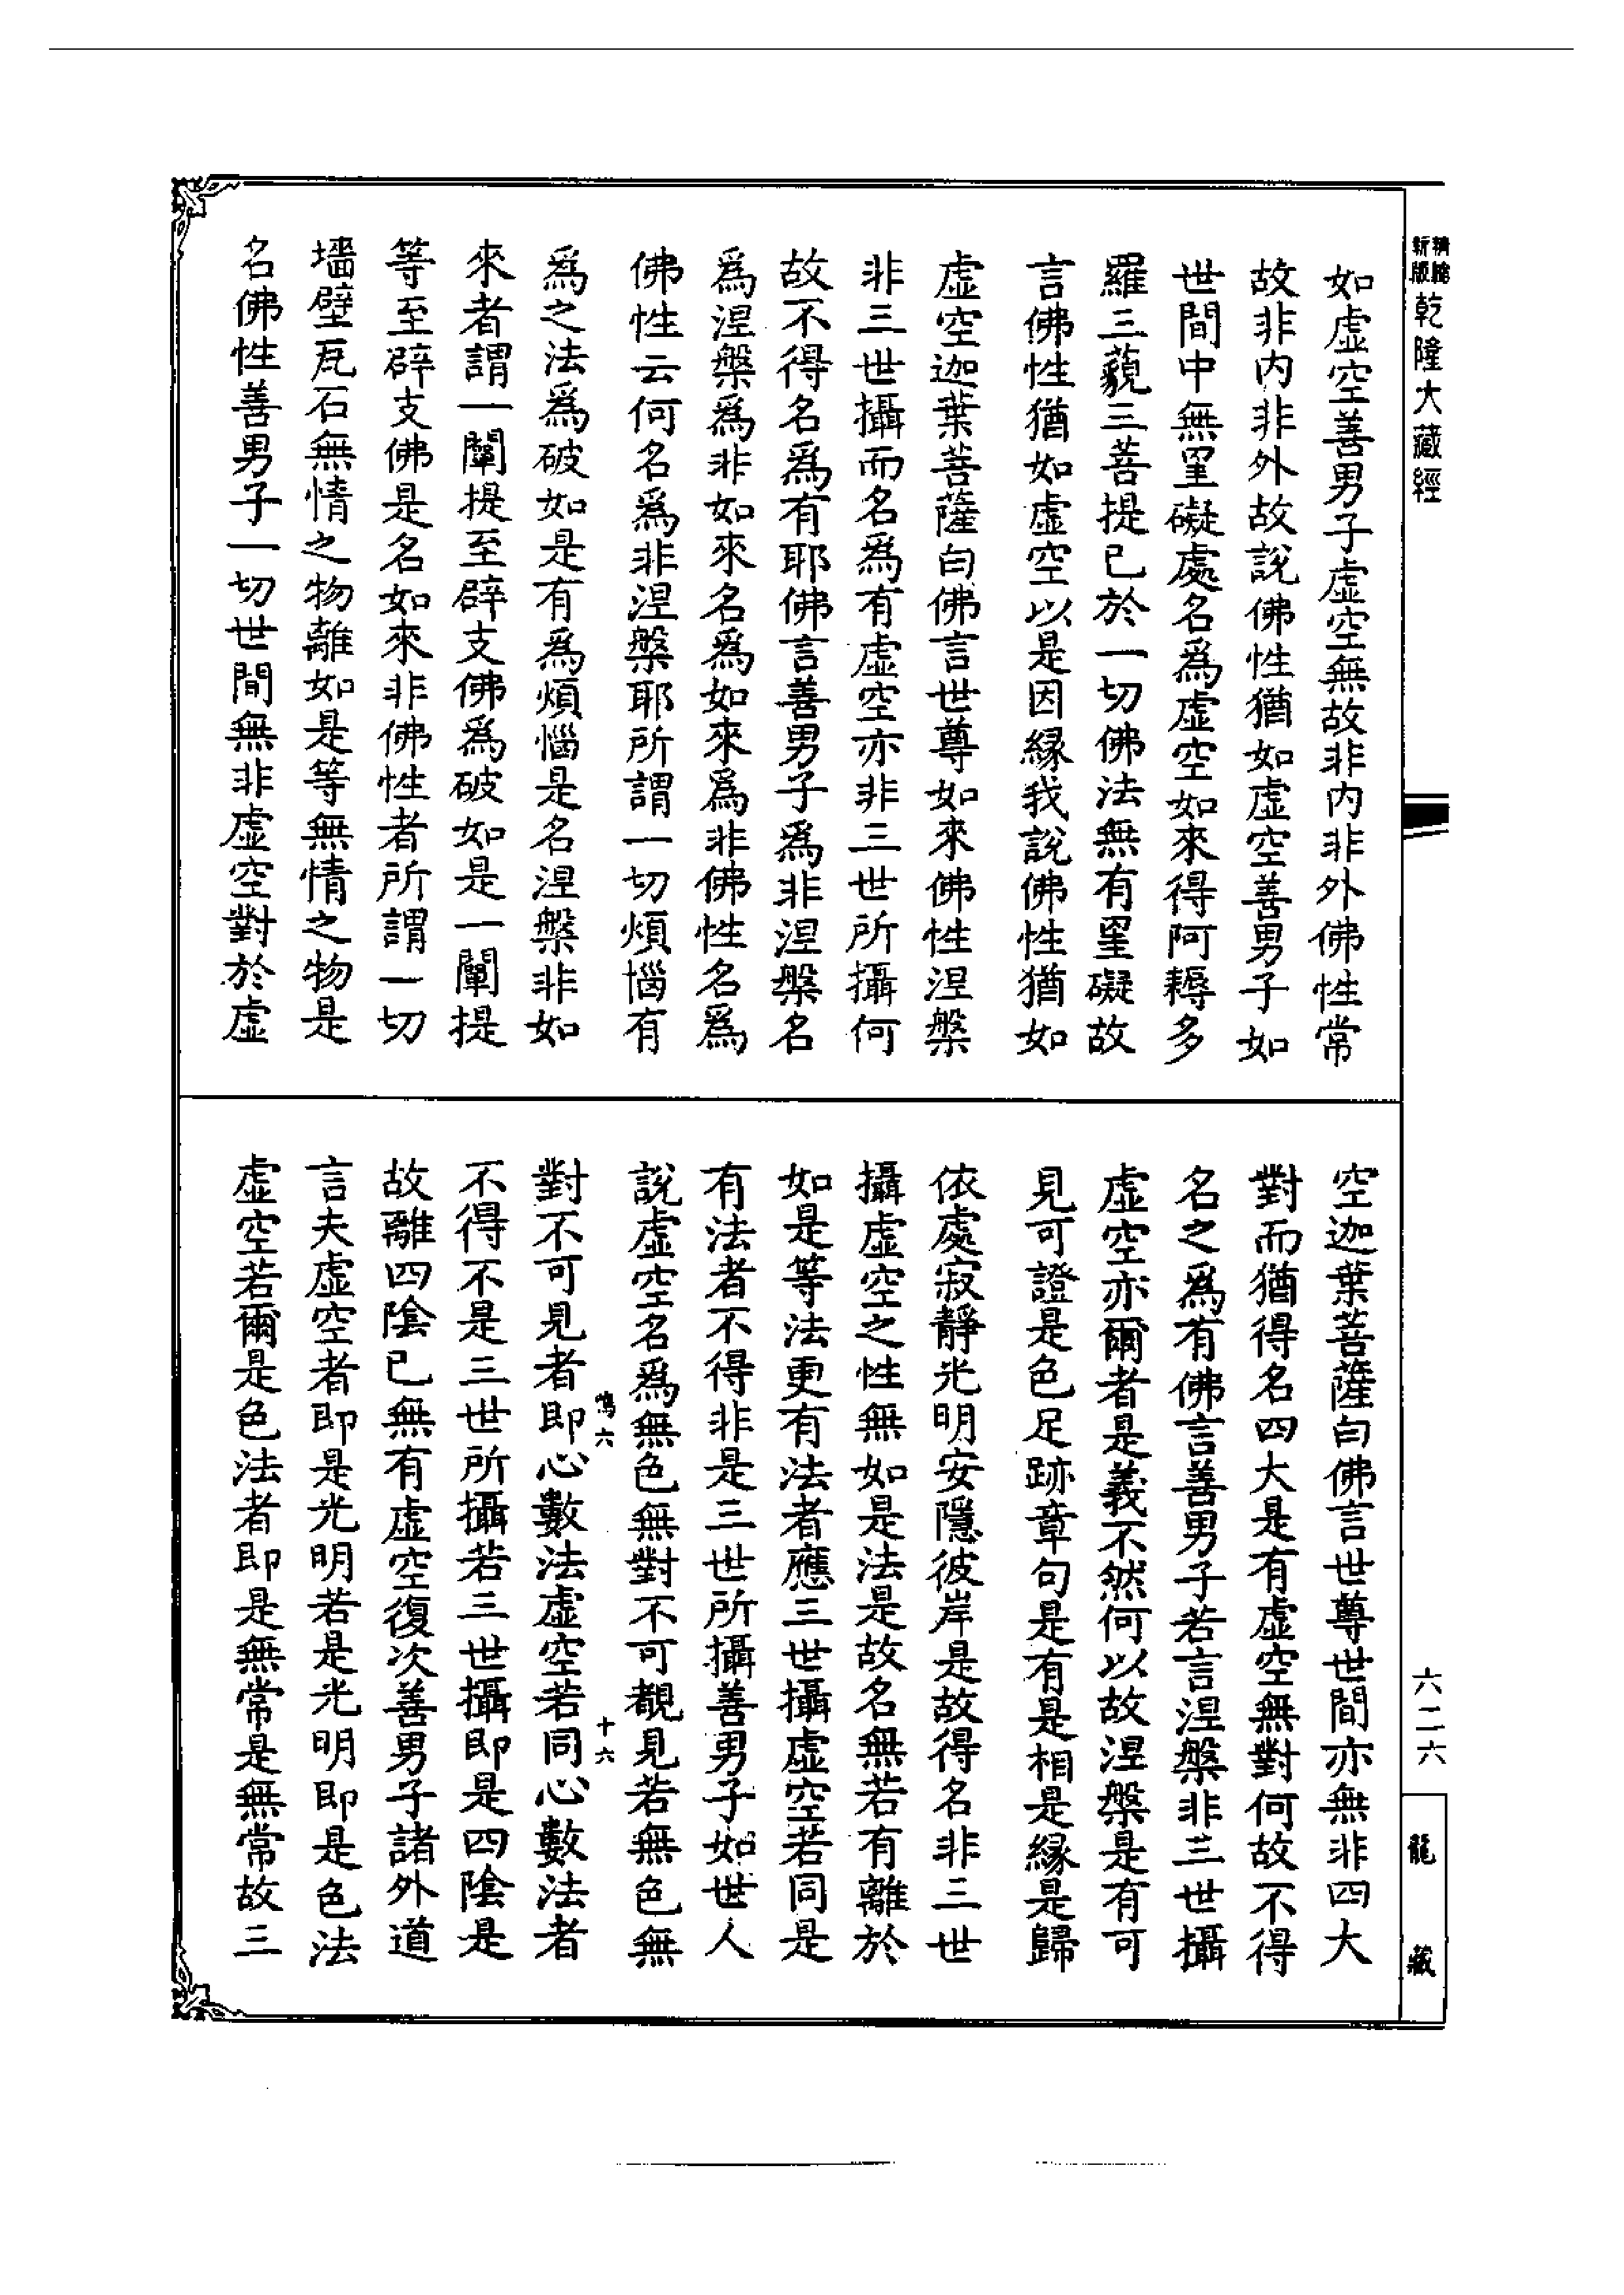 精縮新版乾隆大藏經
如虛空善男子虛空無故非內非外佛性常
故非內非外故說佛性猶如虛空善男子如
世間中無罣礙處名為虛空如來得阿耨多
羅三藐三菩提已於一切佛法無有罣礙故
言佛性猶如虛空以是因緣我說佛性猶如
虛空迦葉菩薩白佛言世尊如來佛性涅槃
非三世攝而名為有虛空亦非三世所攝何
故不得名為有耶佛言善男子為非涅槃名
為涅槃為非如來名為如來為非佛性名為
佛性云何名為非涅槃耶所謂一切煩惱有
為之法為破如是有為煩惱是名涅槃非如
來者謂一闡提至辟支佛為破如是一闡提
等至辟支佛是名如來非佛性者所謂一切
墻壁瓦石無情之物離如是等無情之物是
名佛性善男子一切世間無非虛空對於虛
空迦葉菩薩白佛言世尊世間亦無非四大
對而猶得名四大是有虛空無對何故不得
名之為有佛言善男子若言涅槃非三世攝
虛空亦爾者是義不然何以故涅槃是有可
見可證是色足跡章句是有是相是緣是歸
依處寂靜光明安隱彼岸是故得名非三世
攝虛空之性無如是法是故名無若有離於
如是等法更有法者應三世攝虛空若同是
有法者不得非是三世所攝善男子如世人
說虛空名為無色無對不可覩見若無色無
鳴六 十六
對不可見者即心數法虛空若同心數法者
不得不是三世所攝若三世攝即是四陰是
故離四陰已無有虛空復次善男子諸外道
言夫虛空者即是光明若是光明即是色法
虛空若爾是色法者即是無常是無常故三
六二六
龍藏